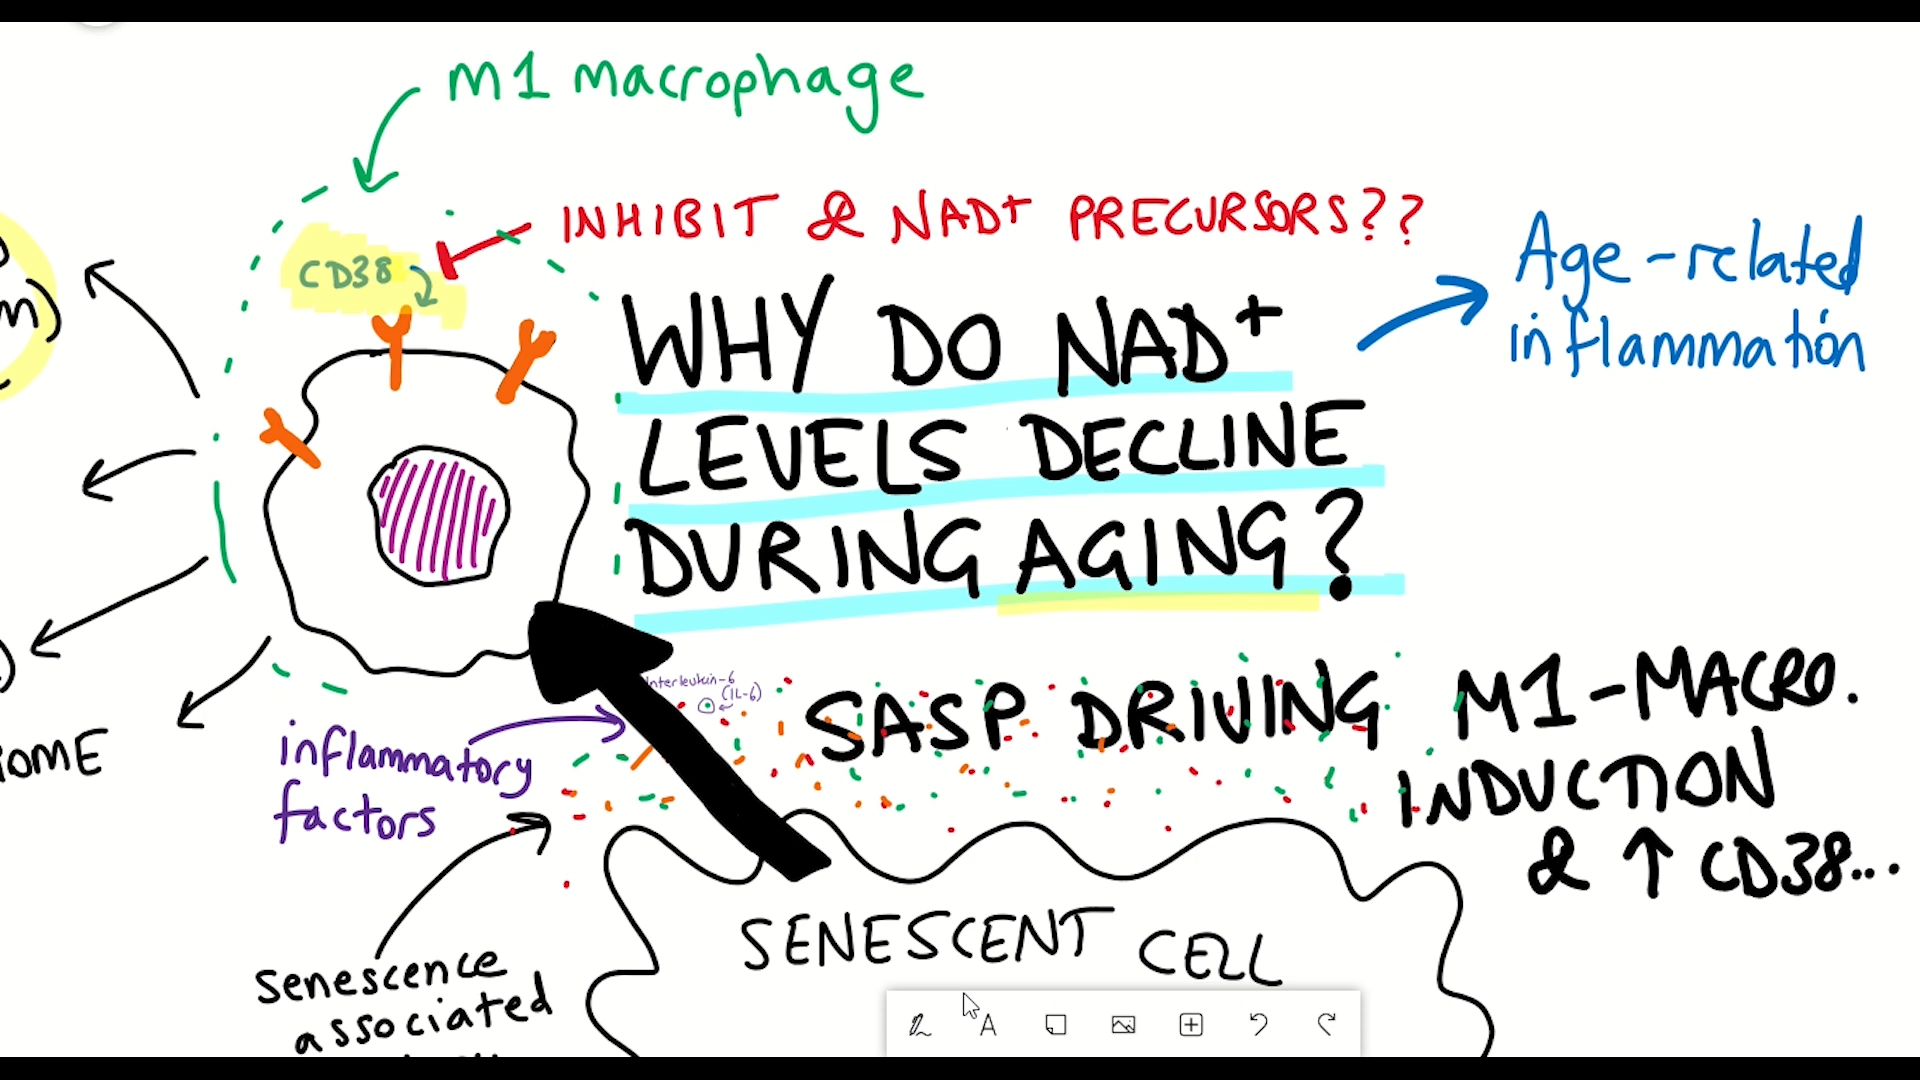 m1 macrophage
INHIBIT & NAD+ PRECURSORS??
CD38
WHY DO NAD+
LEVELS DECLINE
DURING AGING?
Age-related
inflammation
m)
)
Interleukin-6
(IL-6)
SASP DRIVING M1-MACRO.
INDUCTION
& ↑ CD38...
OME
inflammatory
factors
SENESCENT CELL
Senescence
associated
A